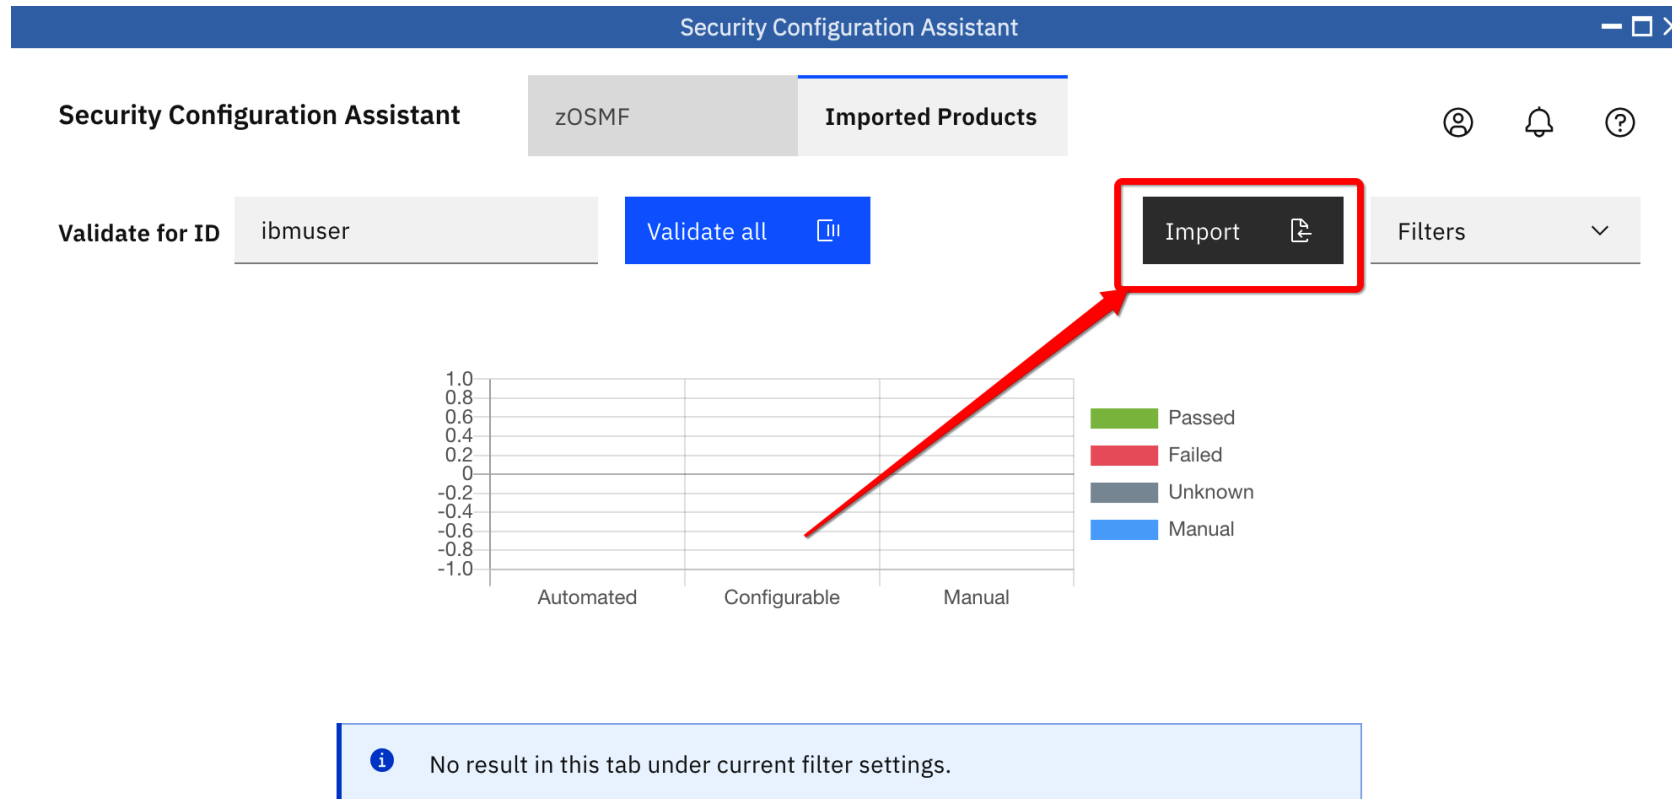 Security Configuration Assistant
Security Configuration Assistant
zOSMF
Imported Products
Validate for ID
ibmuser
Validate all
Import
Filters
1.0
0.8
0.6
0.4
0.2
0
-0.2
-0.4
-0.6
-0.8
-1.0
Automated
Configurable
Manual
Passed
Failed
Unknown
Manual
No result in this tab under current filter settings.